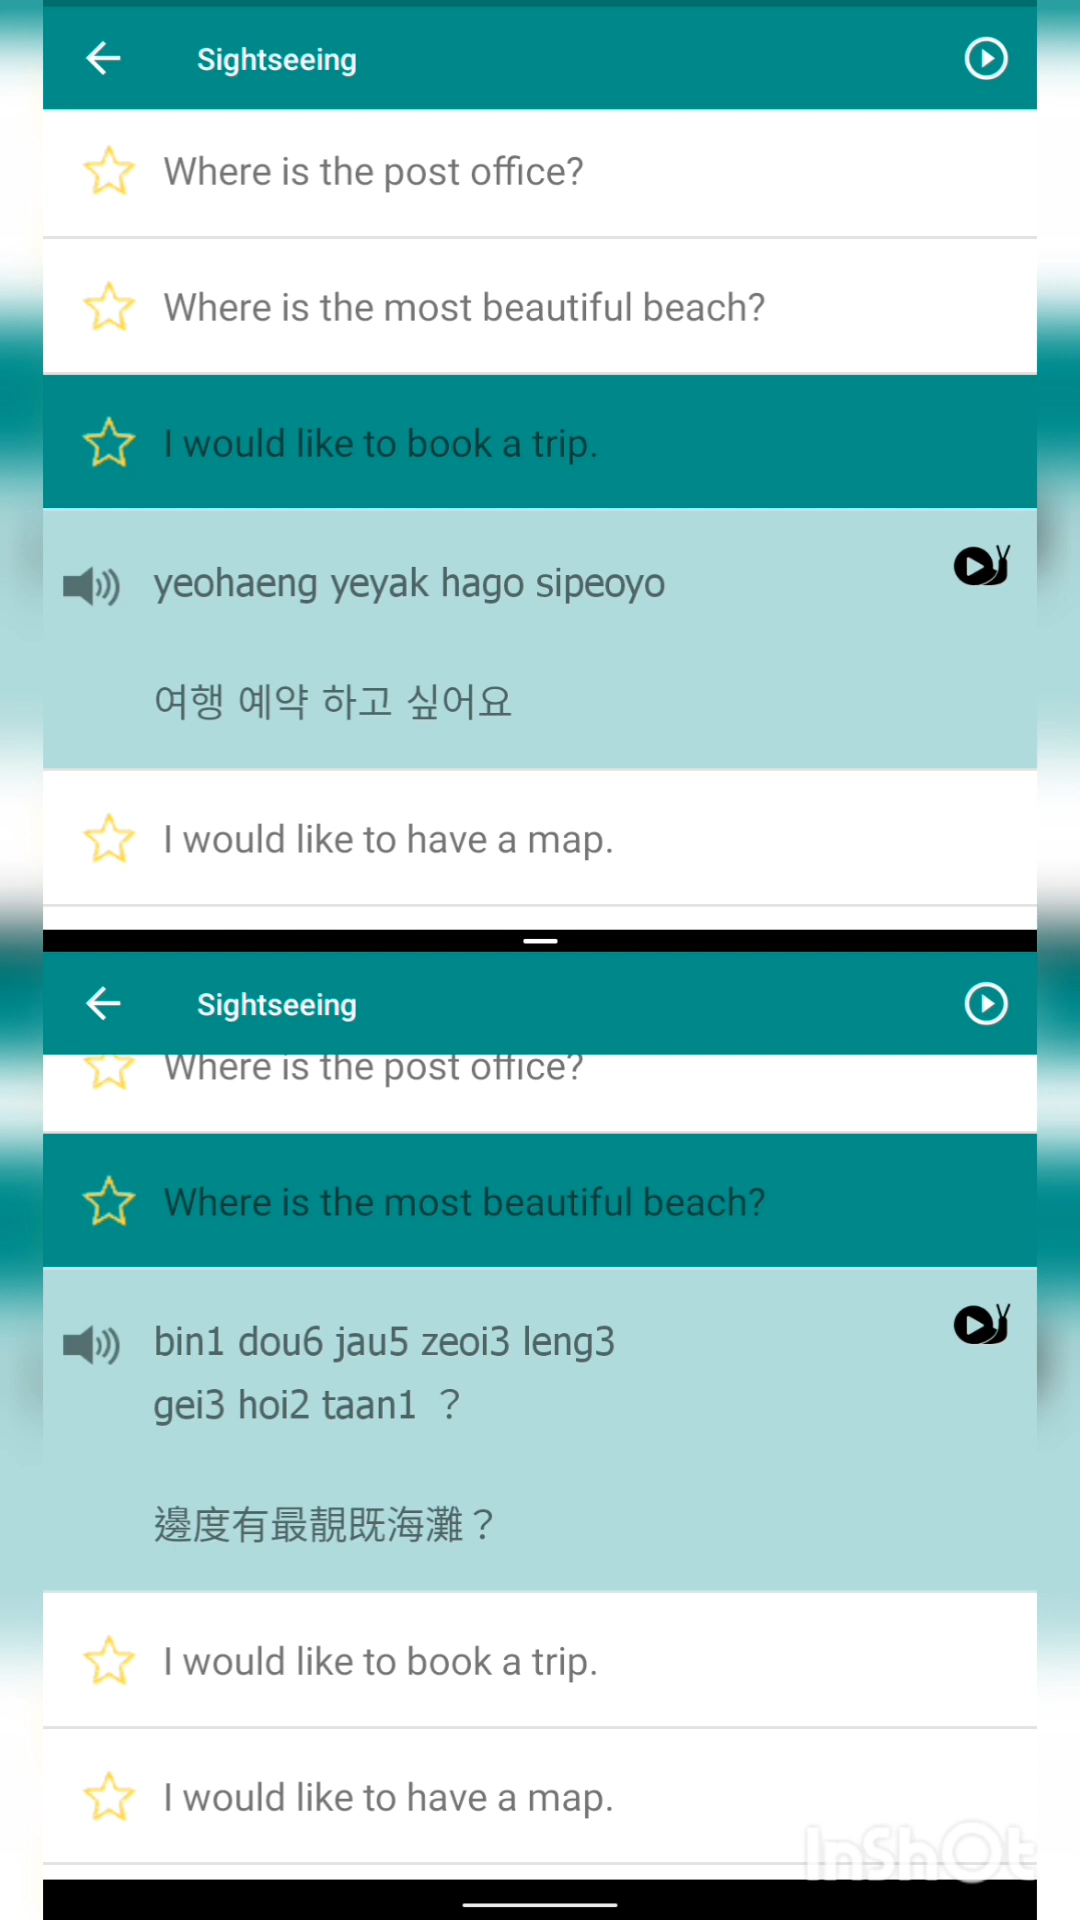 Sightseeing
Where is the post office?
Where is the most beautiful beach?
I would like to book a trip.
yeohaeng yeyak hago sipeoyo
여행 예약 하고 싶어요
I would like to have a map.
Sightseeing
Where is the post office?
Where is the most beautiful beach?
bin1 dou6 jau5 zeoi3 leng3
gei3 hoi2 taan1 ?
邊度有最靚既海灘？
I would like to book a trip.
I would like to have a map.
InShOt